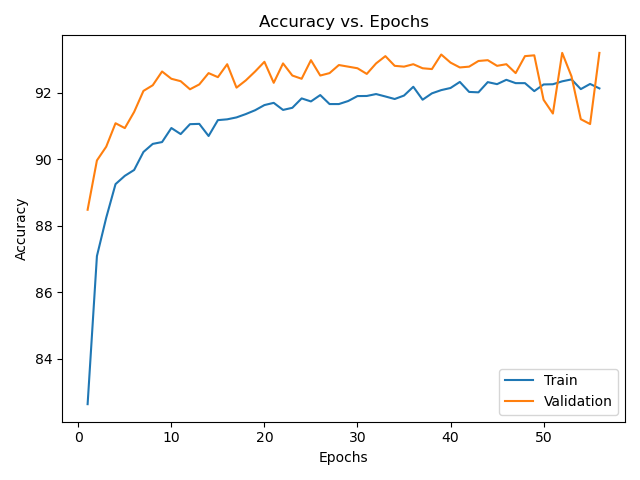 Accuracy vs. Epochs
Accuracy
92
90
88
86
84
0 10 20 30 40 50
Epochs
Train
Validation